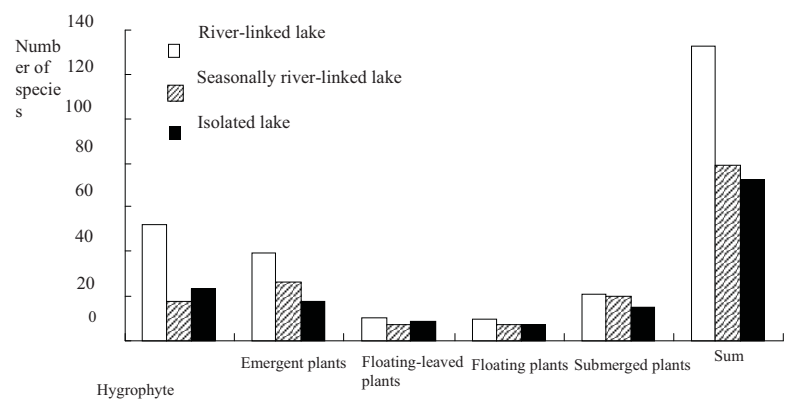 140
Numb
er of
specie
s
120
100
80
60
40
20
0
River-linked lake
Seasonally river-linked lake
Isolated lake
Hygrophyte
Emergent plants
Floating-leaved
plants
Floating plants
Submerged plants
Sum